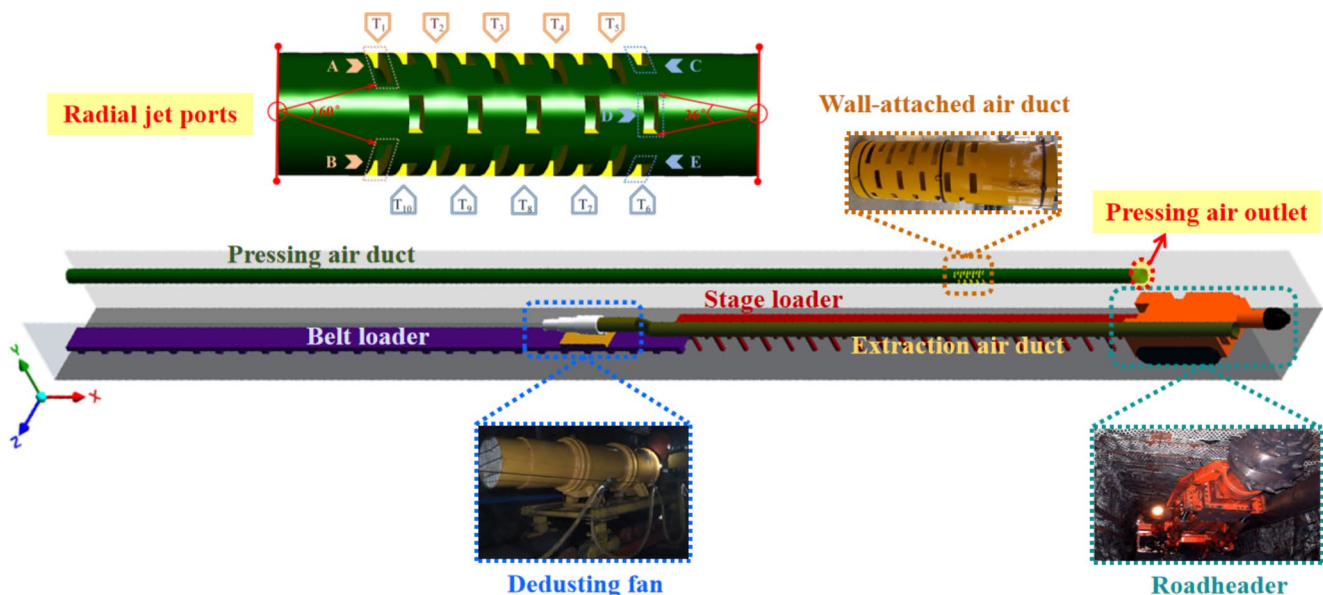 T1 T2 T3 T4 T5
A C
Radial jet ports
60°
D
36°
B E
T10 T9 T8 T7 T6
Wall-attached air duct
Pressing air outlet
Pressing air duct
Stage loader
Belt loader
Extraction air duct
Y
X
Z
Dedusting fan
Roadheader